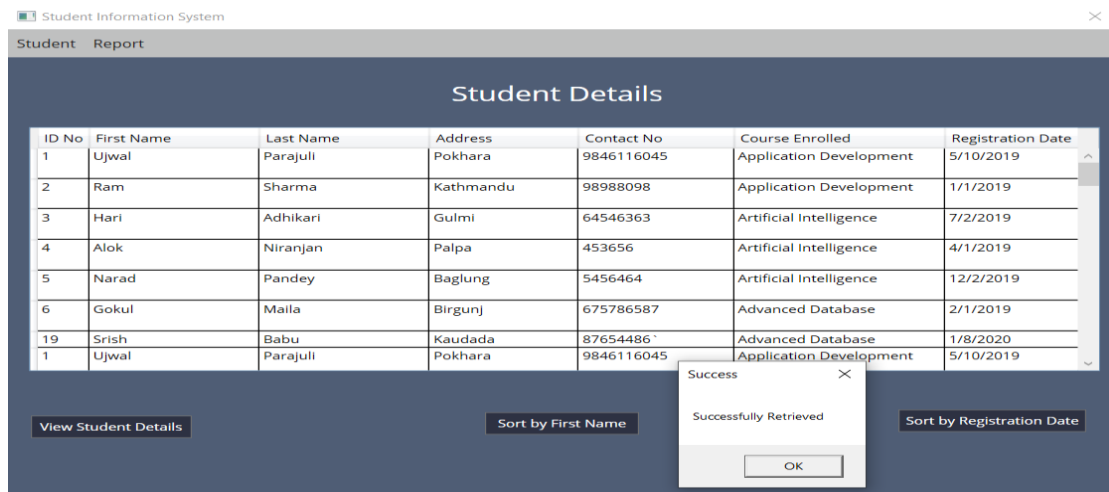 Student Information System
Student Report
Student Details
ID No First Name Last Name Address Contact No Course Enrolled Registration Date
1 Ujwal Parajuli Pokhara 9846116045 Application Development 5/10/2019
2 Ram Sharma Kathmandu 98988098 Application Development 1/1/2019
3 Hari Adhikari Gulmi 64546363 Artificial Intelligence 7/2/2019
4 Alok Niranjan Palpa 453656 Artificial Intelligence 4/1/2019
5 Narad Pandey Baglung 5456464 Artificial Intelligence 12/2/2019
6 Gokul Maila Birgunj 675786587 Advanced Database 2/1/2019
19 Srish Babu Kaudada 87654486` Advanced Database 1/8/2020
1 Ujwal Parajuli Pokhara 9846116045 Application Development 5/10/2019
Success
Successfully Retrieved
OK
View Student Details Sort by First Name Sort by Registration Date